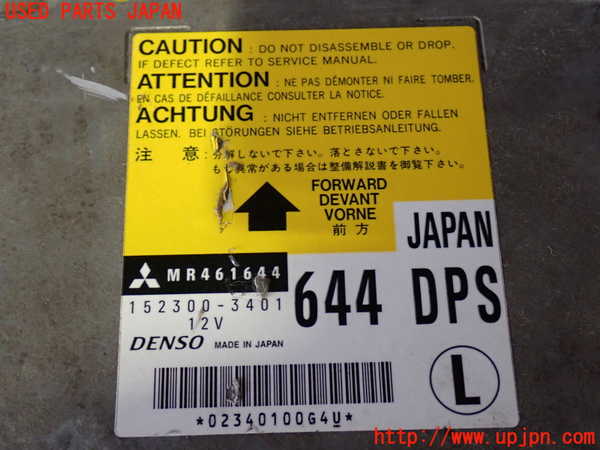 USED PARTS JAPAN
CAUTION : DO NOT DISASSEMBLE OR DROP.
IF DEFECT REFER TO SERVICE MANUAL.
ATTENTION : NE PAS DÉMONTER NI FAIRE TOMBER.
EN CAS DE DÉFAILLANCE CONSULTER LA NOTICE.
ACHTUNG : NICHT ENTFERNEN ODER FALLEN
LASSEN. BEI STÖRUNGEN SIEHE BETRIEBSANLEITUNG.
注 意 : 分解しないで下さい。落とさないで下さい。
もし異常がある場合は整備解説書を御覧下さい。
FORWARD
DEVANT
VORNE
前方
JAPAN
MR461644
152300-3401
12V
644 DPS
DENSO MADE IN JAPAN
L
*02340100G4U*
http://www.upjpn.com